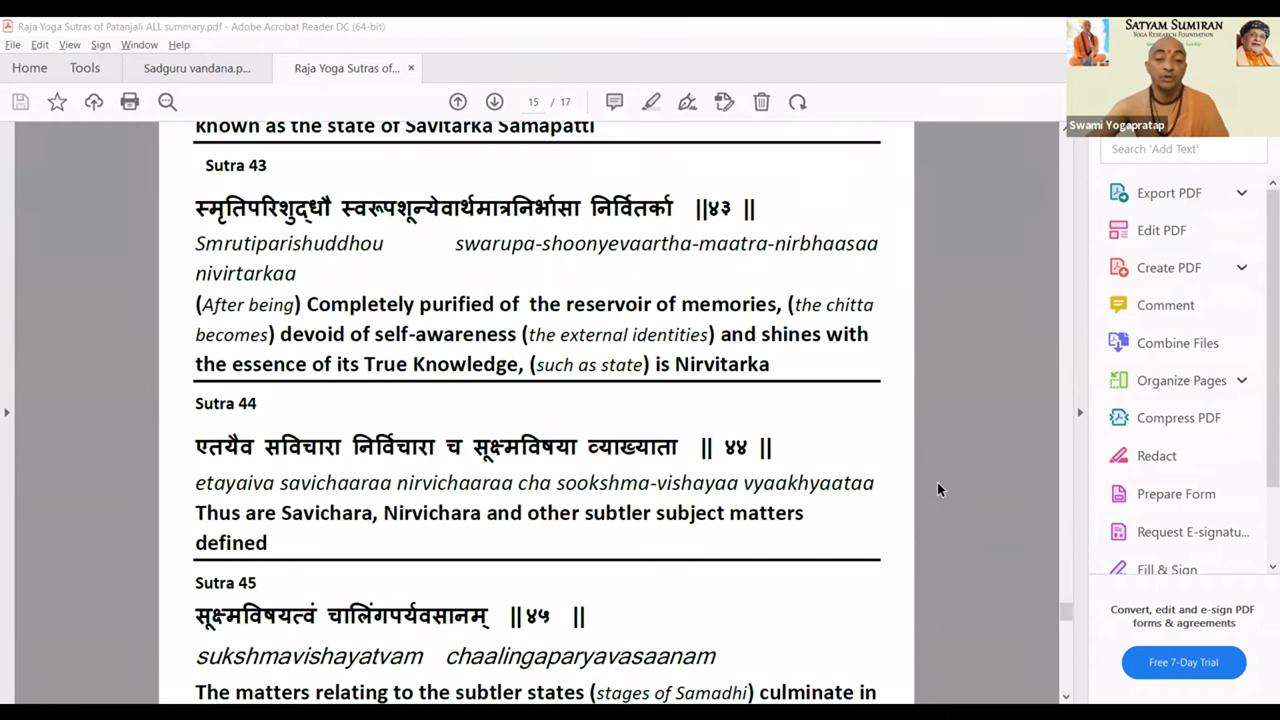 Raja Yoga Sutras of Patanjali ALL summary.pdf - Adobe Acrobat Reader DC (64-bit)
File Edit View Sign Window Help
Home Tools Sadguru vandana.p... Raja Yoga Sutras of... ×
15 / 17
SATYAM SUMIRAN
YOGA RESEARCH FOUNDATION
Swami Yogapratap
Search 'Add Text'
Export PDF
Edit PDF
Create PDF
Comment
Combine Files
Organize Pages
Compress PDF
Redact
Prepare Form
Request E-signatu...
Fill & Sign
Convert, edit and e-sign PDF
forms & agreements
Free 7-Day Trial
known as the state of Savitarka Samapatti
Sutra 43
स्मृतिपरिशुद्धौ स्वरूपशून्येवार्थमात्रनिर्भासा निर्वितर्का ||४३ ||
Smrutiparishuddhou swarupa-shoonyevaartha-maatra-nirbhaasaa
nivirtarkaa
(After being) Completely purified of the reservoir of memories, (the chitta
becomes) devoid of self-awareness (the external identities) and shines with
the essence of its True Knowledge, (such as state) is Nirvitarka
Sutra 44
एतयैव सविचारा निर्विचारा च सूक्ष्मविषया व्याख्याता || ४४ ||
etayaiva savichaaraa nirvichaaraa cha sookshma-vishayaa vyaakhyaataa
Thus are Savichara, Nirvichara and other subtler subject matters
defined
Sutra 45
सूक्ष्मविषयत्वं चालिंगपर्यवसानम् ||४५ ||
sukshmavishayatvam chaalingaparyavasaanam
The matters relating to the subtler states (stages of Samadhi) culminate in